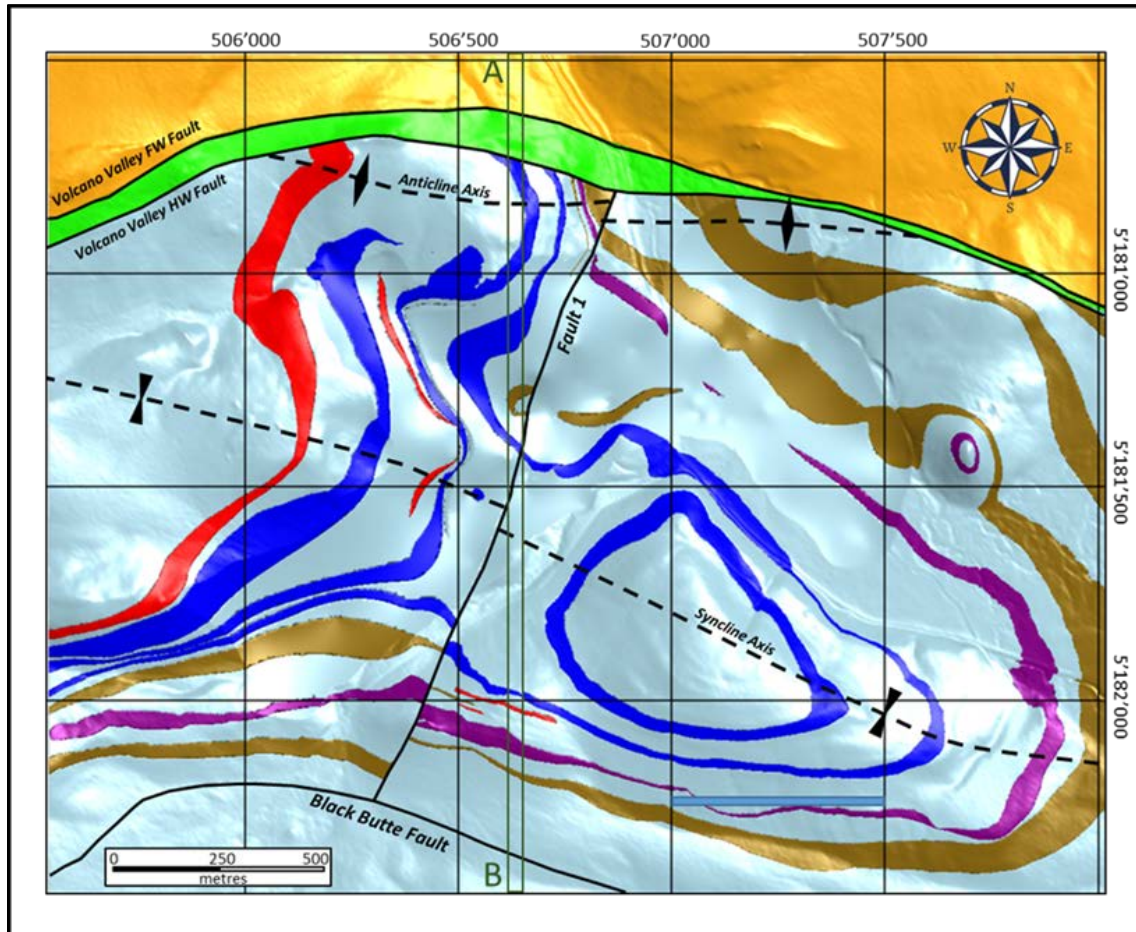 506'000
506'500
507'000
507'500
A
Volcano Valley FW Fault
Volcano Valley HW Fault
Anticline Axis
N
W
E
S
5'181'000
Fault 1
5'181'500
Syncline Axis
5'182'000
Black Butte Fault
B
0
250
500
metres